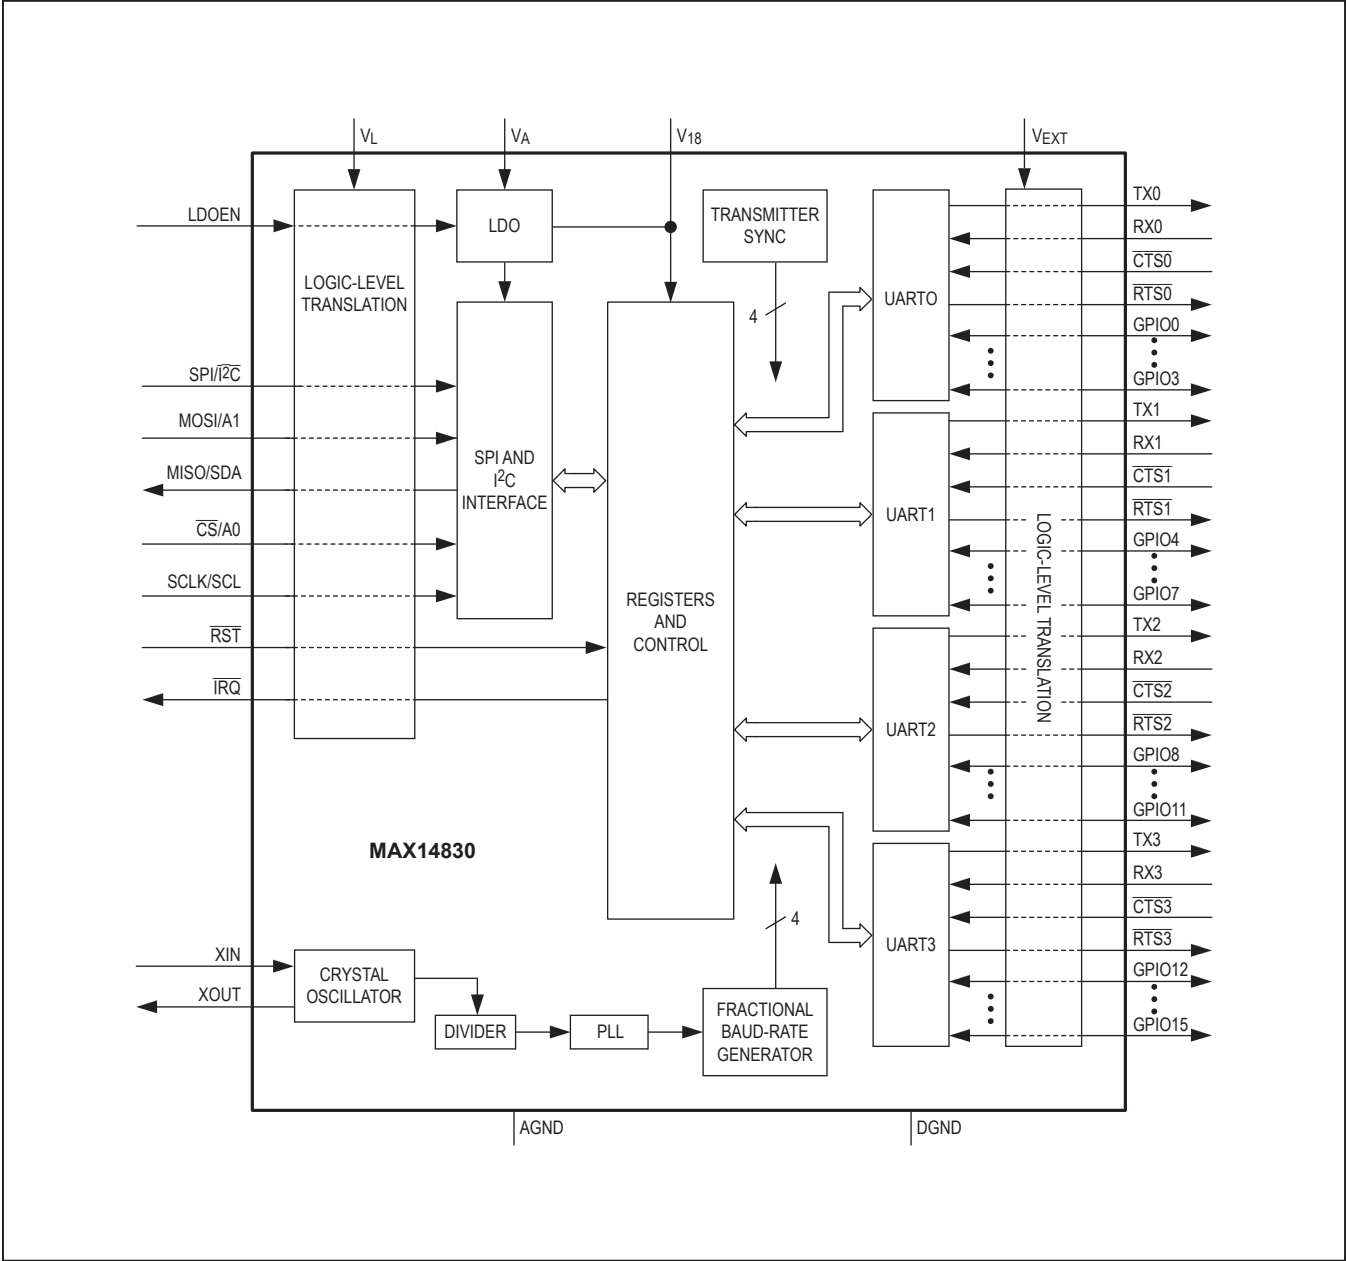 VL
VA
V18
VEXT
LDOEN
SPI/I2C
MOSI/A1
MISO/SDA
CS/A0
SCLK/SCL
RST
IRQ
XIN
XOUT
LOGIC-LEVEL
TRANSLATION
LDO
SPI AND
I2C
INTERFACE
REGISTERS
AND
CONTROL
TRANSMITTER
SYNC
4
UARTO
UART1
UART2
UART3
LOGIC-LEVEL TRANSLATION
TX0
RX0
CTS0
RTS0
GPIO0
GPIO3
TX1
RX1
CTS1
RTS1
GPIO4
GPIO7
TX2
RX2
CTS2
RTS2
GPIO8
GPIO11
TX3
RX3
CTS3
RTS3
GPIO12
GPIO15
MAX14830
4
CRYSTAL
OSCILLATOR
DIVIDER
PLL
FRACTIONAL
BAUD-RATE
GENERATOR
AGND
DGND